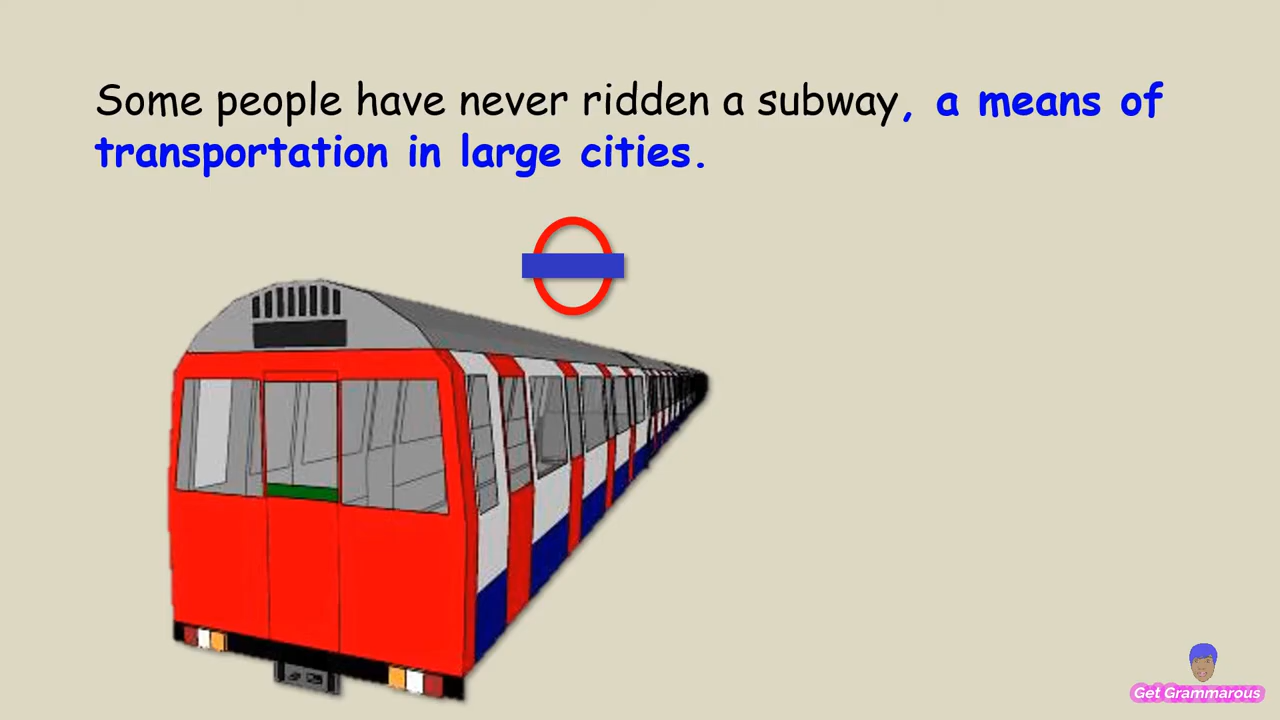 Some people have never ridden a subway, a means of
transportation in large cities.
Get Grammarous